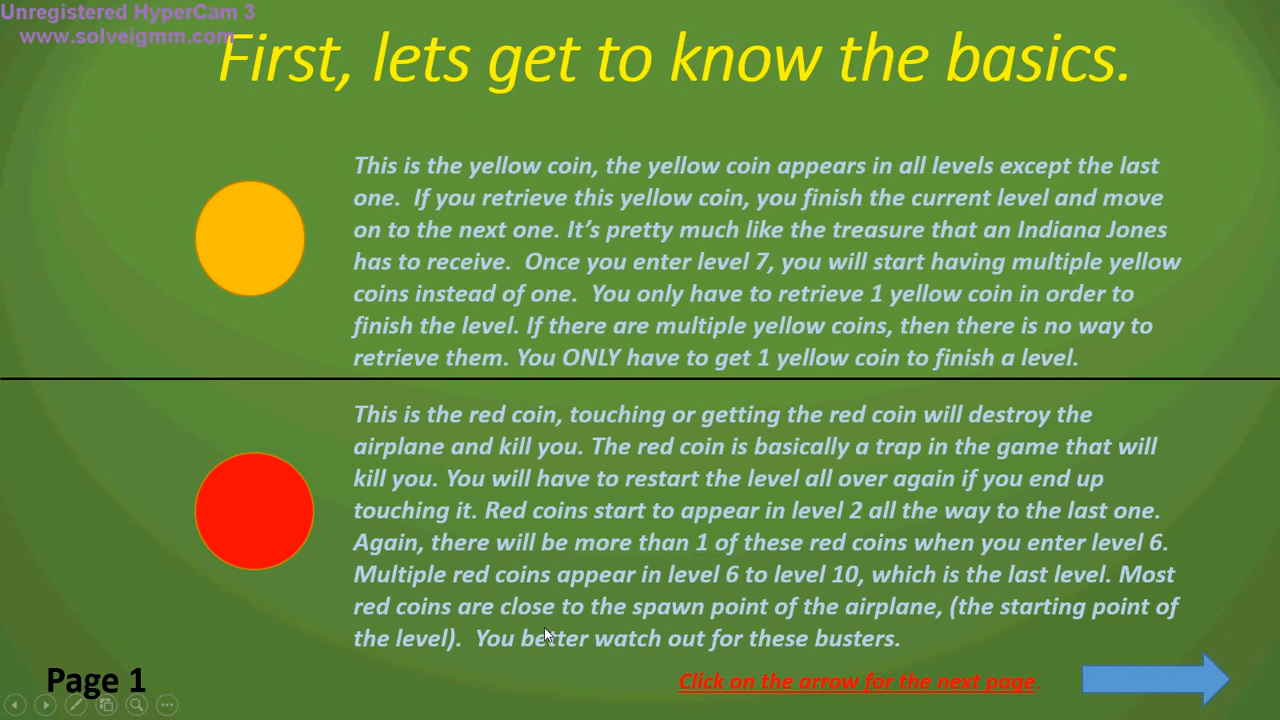 Unregistered HyperCam 3
www.solveigmm.com
First, lets get to know the basics.
This is the yellow coin, the yellow coin appears in all levels except the last
one.  If you retrieve this yellow coin, you finish the current level and move
on to the next one. It’s pretty much like the treasure that an Indiana Jones
has to receive.  Once you enter level 7, you will start having multiple yellow
coins instead of one.  You only have to retrieve 1 yellow coin in order to
finish the level. If there are multiple yellow coins, then there is no way to
retrieve them. You ONLY have to get 1 yellow coin to finish a level.
This is the red coin, touching or getting the red coin will destroy the
airplane and kill you. The red coin is basically a trap in the game that will
kill you. You will have to restart the level all over again if you end up
touching it. Red coins start to appear in level 2 all the way to the last one.
Again, there will be more than 1 of these red coins when you enter level 6.
Multiple red coins appear in level 6 to level 10, which is the last level. Most
red coins are close to the spawn point of the airplane, (the starting point of
the level).  You better watch out for these busters.
Page 1
Click on the arrow for the next page.